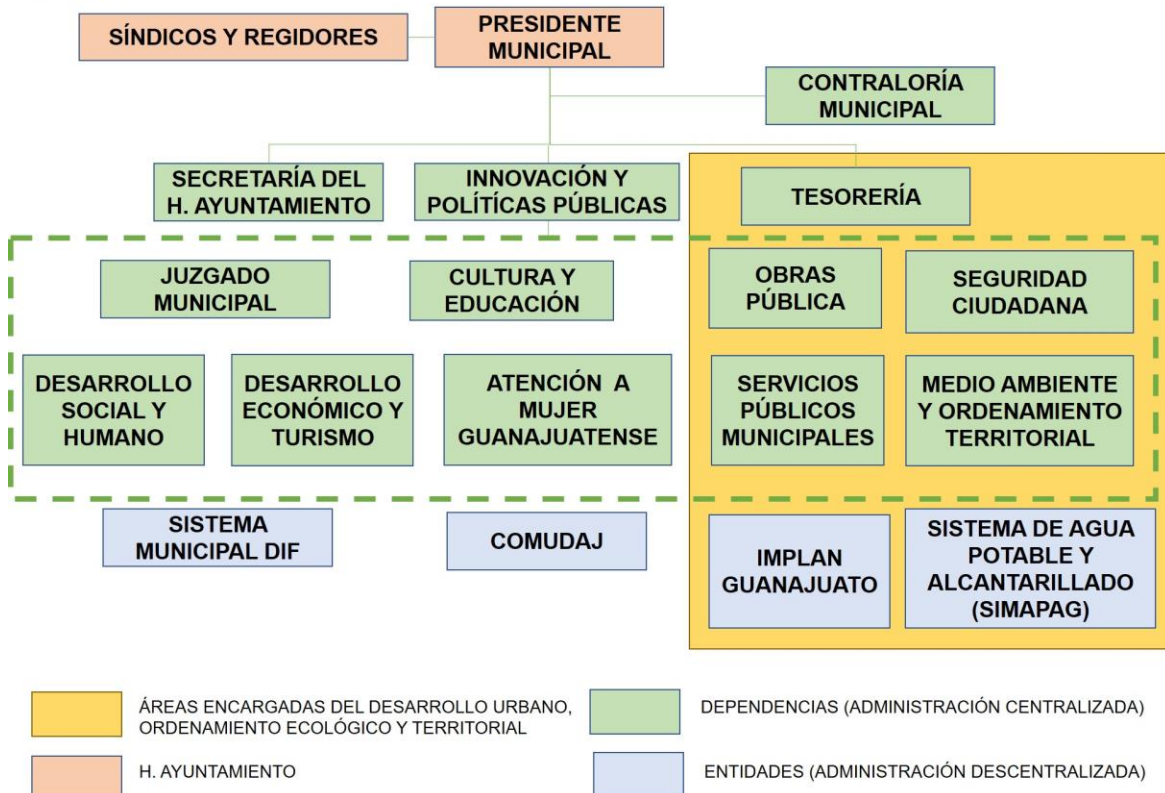 SÍNDICOS Y REGIDORES
PRESIDENTE
MUNICIPAL
CONTRALORÍA
MUNICIPAL
SECRETARÍA DEL
H. AYUNTAMIENTO
INNOVACIÓN Y
POLÍTÍCAS PÚBLICAS
TESORERÍA
JUZGADO
MUNICIPAL
CULTURA Y
EDUCACIÓN
OBRAS
PÚBLICA
SEGURIDAD
CIUDADANA
DESARROLLO
SOCIAL Y
HUMANO
DESARROLLO
ECONÓMICO Y
TURISMO
ATENCIÓN A
MUJER
GUANAJUATENSE
SERVICIOS
PÚBLICOS
MUNICIPALES
MEDIO AMBIENTE
Y ORDENAMIENTO
TERRITORIAL
SISTEMA
MUNICIPAL DIF
COMUDAJ
IMPLAN
GUANAJUATO
SISTEMA DE AGUA
POTABLE Y
ALCANTARILLADO
(SIMAPAG)
ÁREAS ENCARGADAS DEL DESARROLLO URBANO,
ORDENAMIENTO ECOLÓGICO Y TERRITORIAL
DEPENDENCIAS (ADMINISTRACIÓN CENTRALIZADA)
H. AYUNTAMIENTO
ENTIDADES (ADMINISTRACIÓN DESCENTRALIZADA)